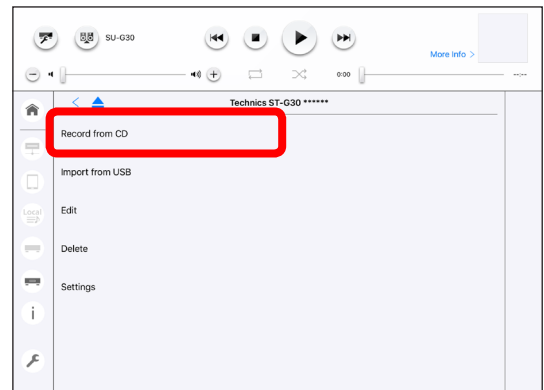 SU-G30
More info >
0:00
--:--
Technics ST-G30 ******
Record from CD
Import from USB
Local
Edit
Delete
Settings
i